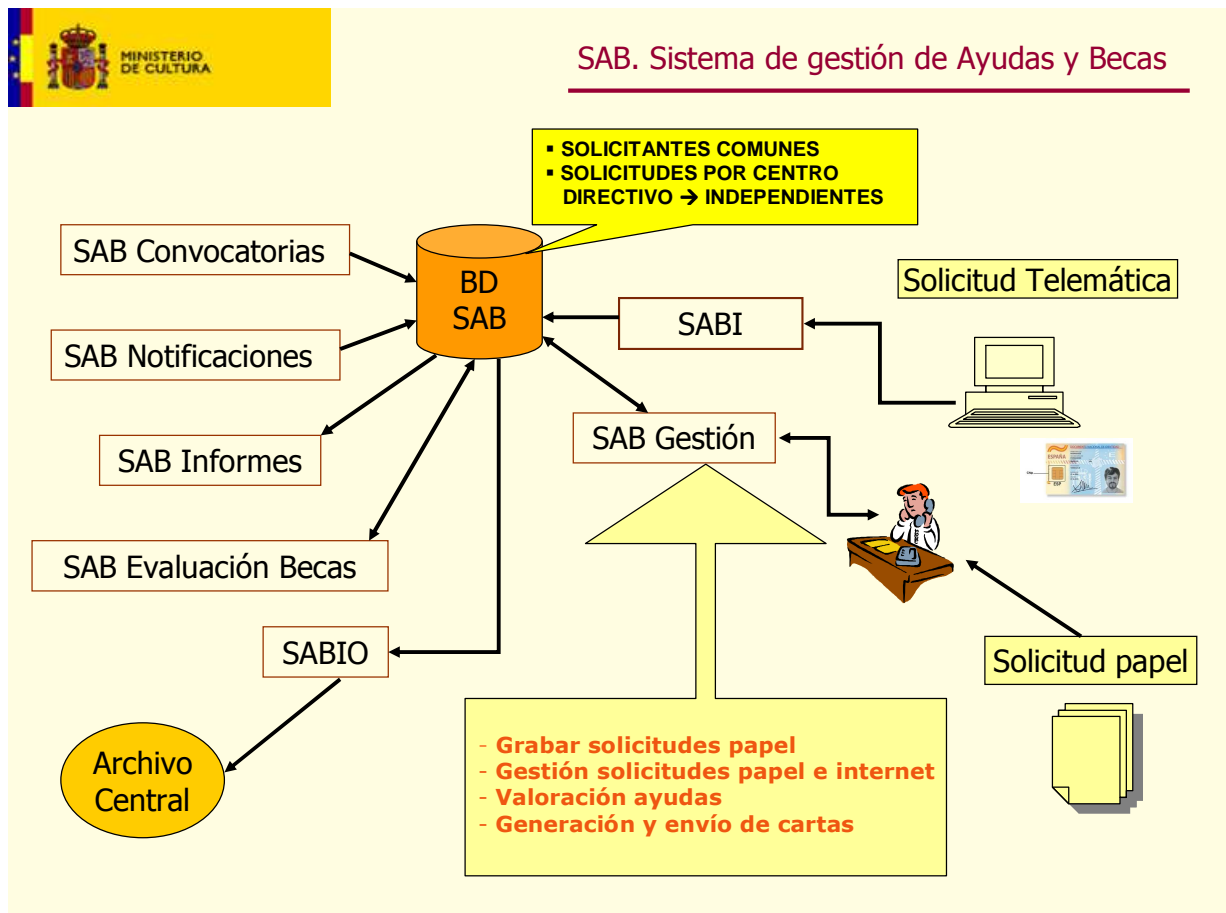 MINISTERIO
DE CULTURA
SAB. Sistema de gestión de Ayudas y Becas
▪ SOLICITANTES COMUNES
▪ SOLICITUDES POR CENTRO
DIRECTIVO → INDEPENDIENTES
SAB Convocatorias
BD
SAB
Solicitud Telemática
SABI
SAB Notificaciones
SAB Gestión
SAB Informes
ESPAÑA
ESP
SAB Evaluación Becas
SABIO
Solicitud papel
Archivo
Central
- Grabar solicitudes papel
- Gestión solicitudes papel e internet
- Valoración ayudas
- Generación y envío de cartas